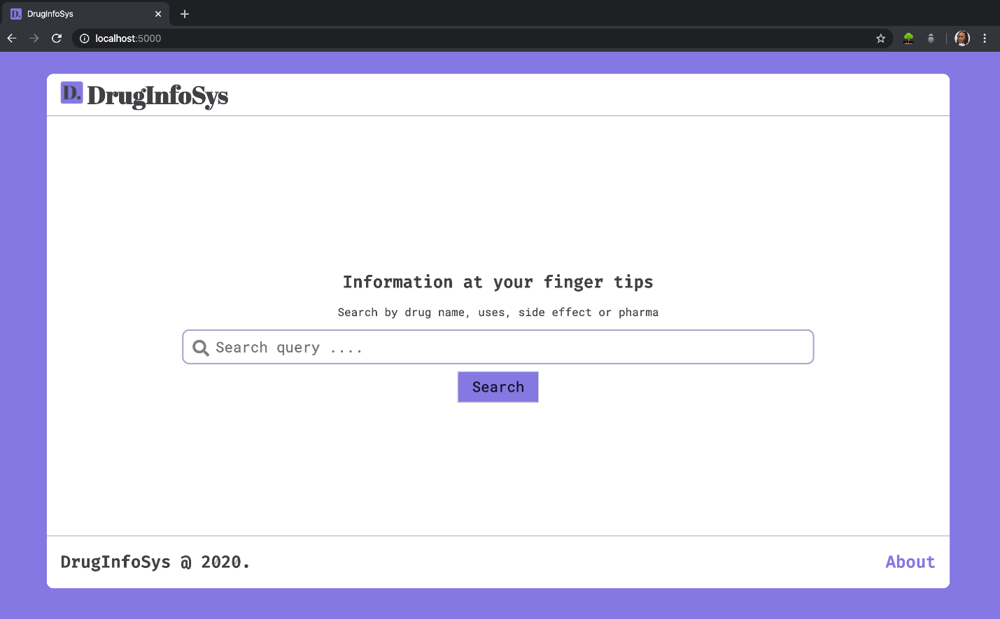 D. DrugInfoSys
localhost:5000
D. DrugInfoSys
Information at your finger tips
Search by drug name, uses, side effect or pharma
Search query ....
Search
DrugInfoSys @ 2020.
About